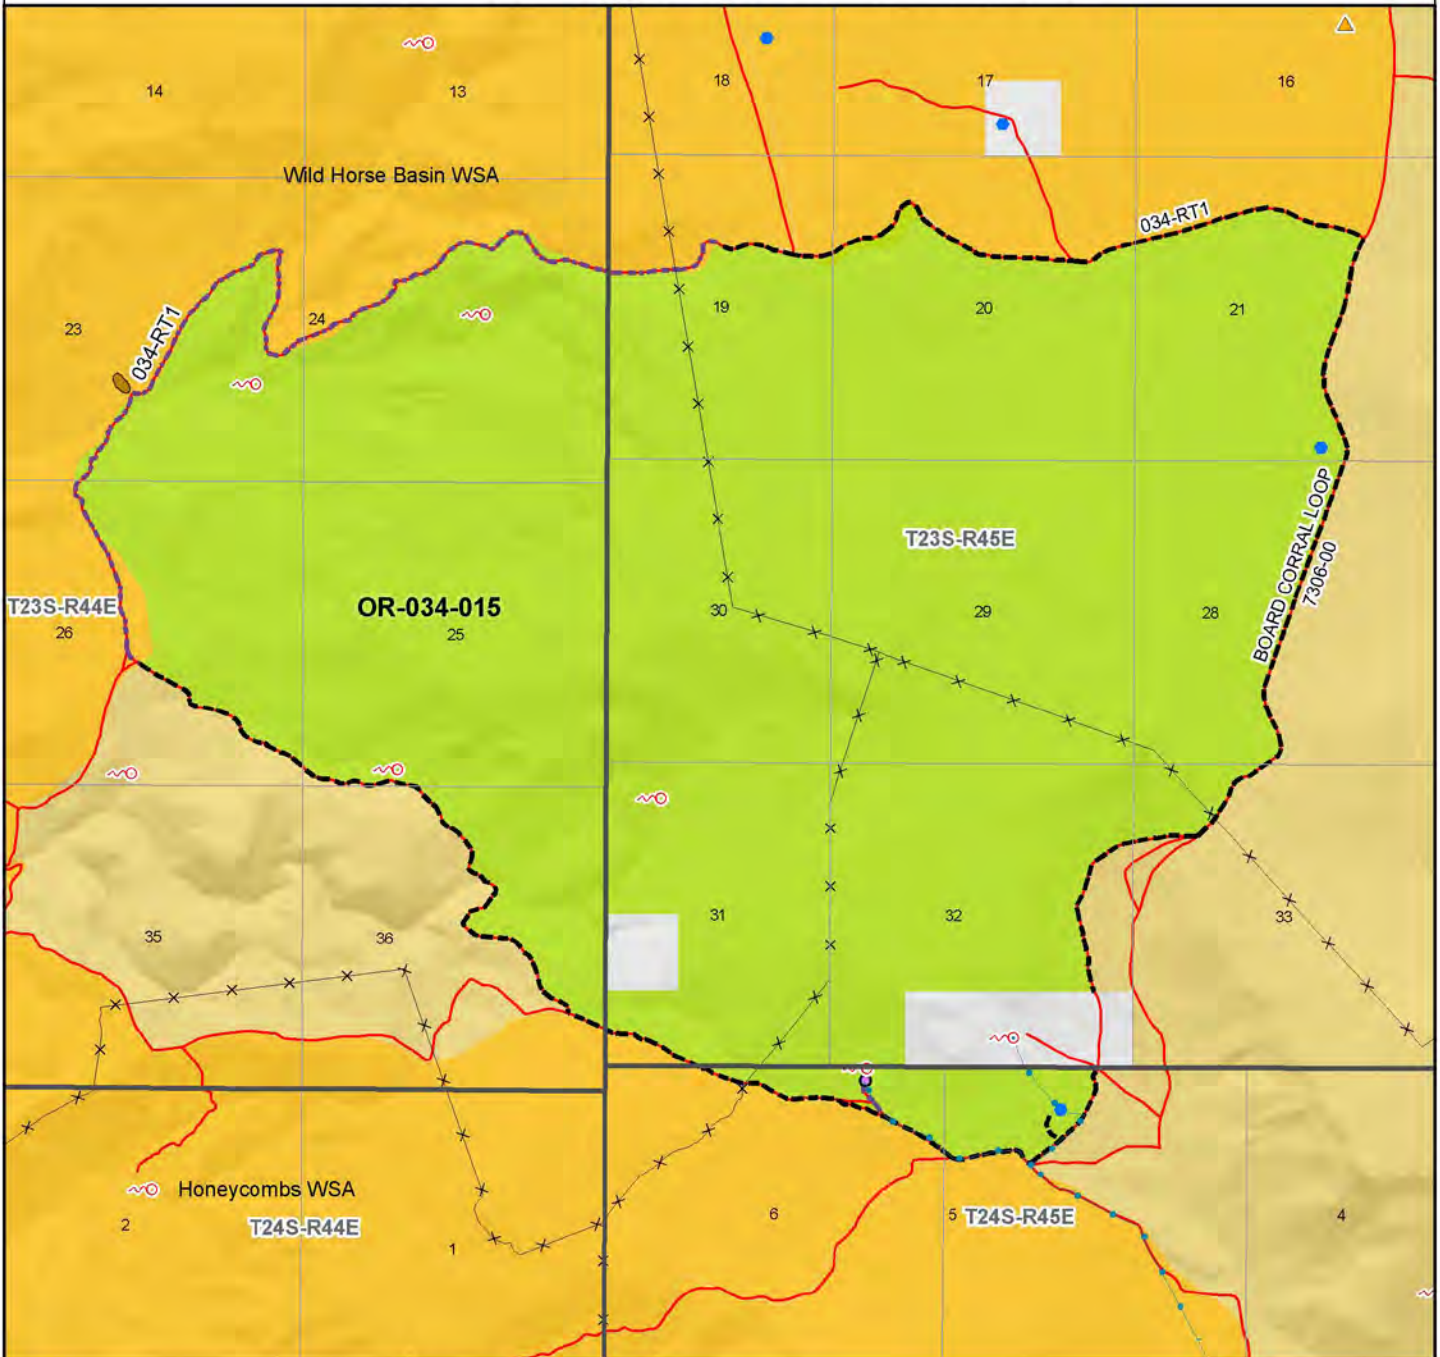 14
13
18
17
16
Wild Horse Basin WSA
034-RT1
23
034-RT1
24
19
20
21
T23S-R45E
BOARD CORRAL LOOP
7306-00
T23S-R44E
26
OR-034-015
25
30
29
28
35
36
31
32
33
Honeycombs WSA
2
T24S-R44E
1
6
5
T24S-R45E
4